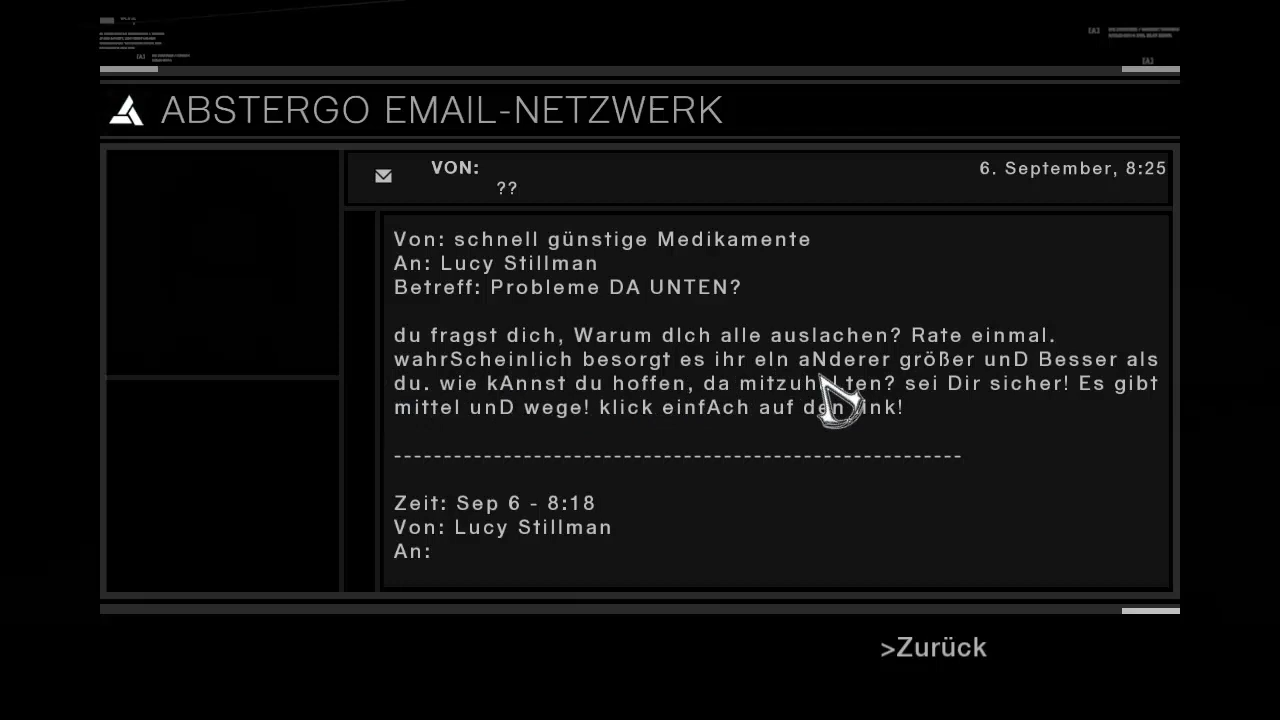 ABSTERGO EMAIL-NETZWERK
VON:
6. September, 8:25
??
Von: schnell günstige Medikamente
An: Lucy Stillman
Betreff: Probleme DA UNTEN?
du fragst dich, Warum dIch alle auslachen? Rate einmal.
wahrScheinlich besorgt es ihr eIn aNderer größer unD Besser als
du. wie kAnnst du hoffen, da mitzuhalten? sei Dir sicher! Es gibt
mittel unD wege! klick einfAch auf den link!
---------------------------------------------------------
Zeit: Sep 6 - 8:18
Von: Lucy Stillman
An:
>Zurück